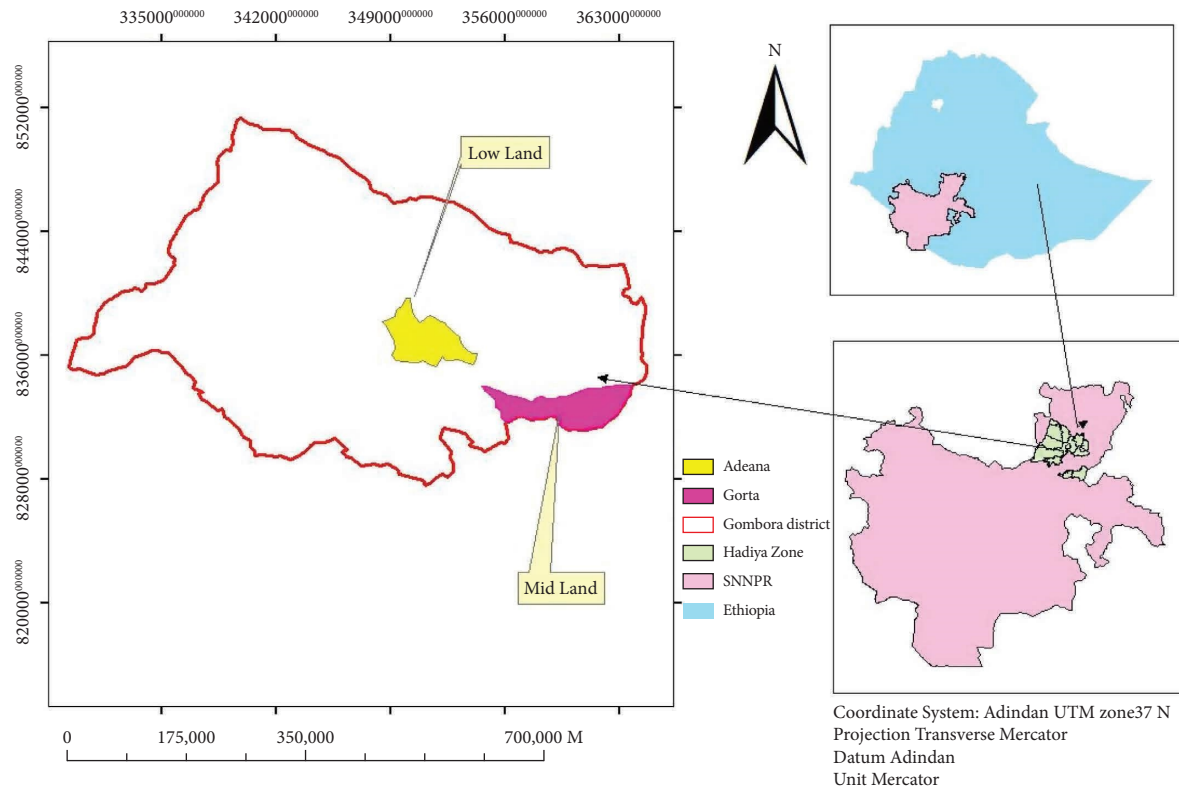 335000⁰⁰⁰⁰⁰⁰ 342000⁰⁰⁰⁰⁰⁰ 349000⁰⁰⁰⁰⁰⁰ 356000⁰⁰⁰⁰⁰⁰ 363000⁰⁰⁰⁰⁰⁰
852000⁰⁰⁰⁰⁰⁰
844000⁰⁰⁰⁰⁰⁰
836000⁰⁰⁰⁰⁰⁰
828000⁰⁰⁰⁰⁰⁰
820000⁰⁰⁰⁰⁰⁰
Low Land
Mid Land
N
Adeana
Gorta
Gombora district
Hadiya Zone
SNNPR
Ethiopia
0 175,000 350,000 700,000 M
Coordinate System: Adindan UTM zone37 N
Projection Transverse Mercator
Datum Adindan
Unit Mercator